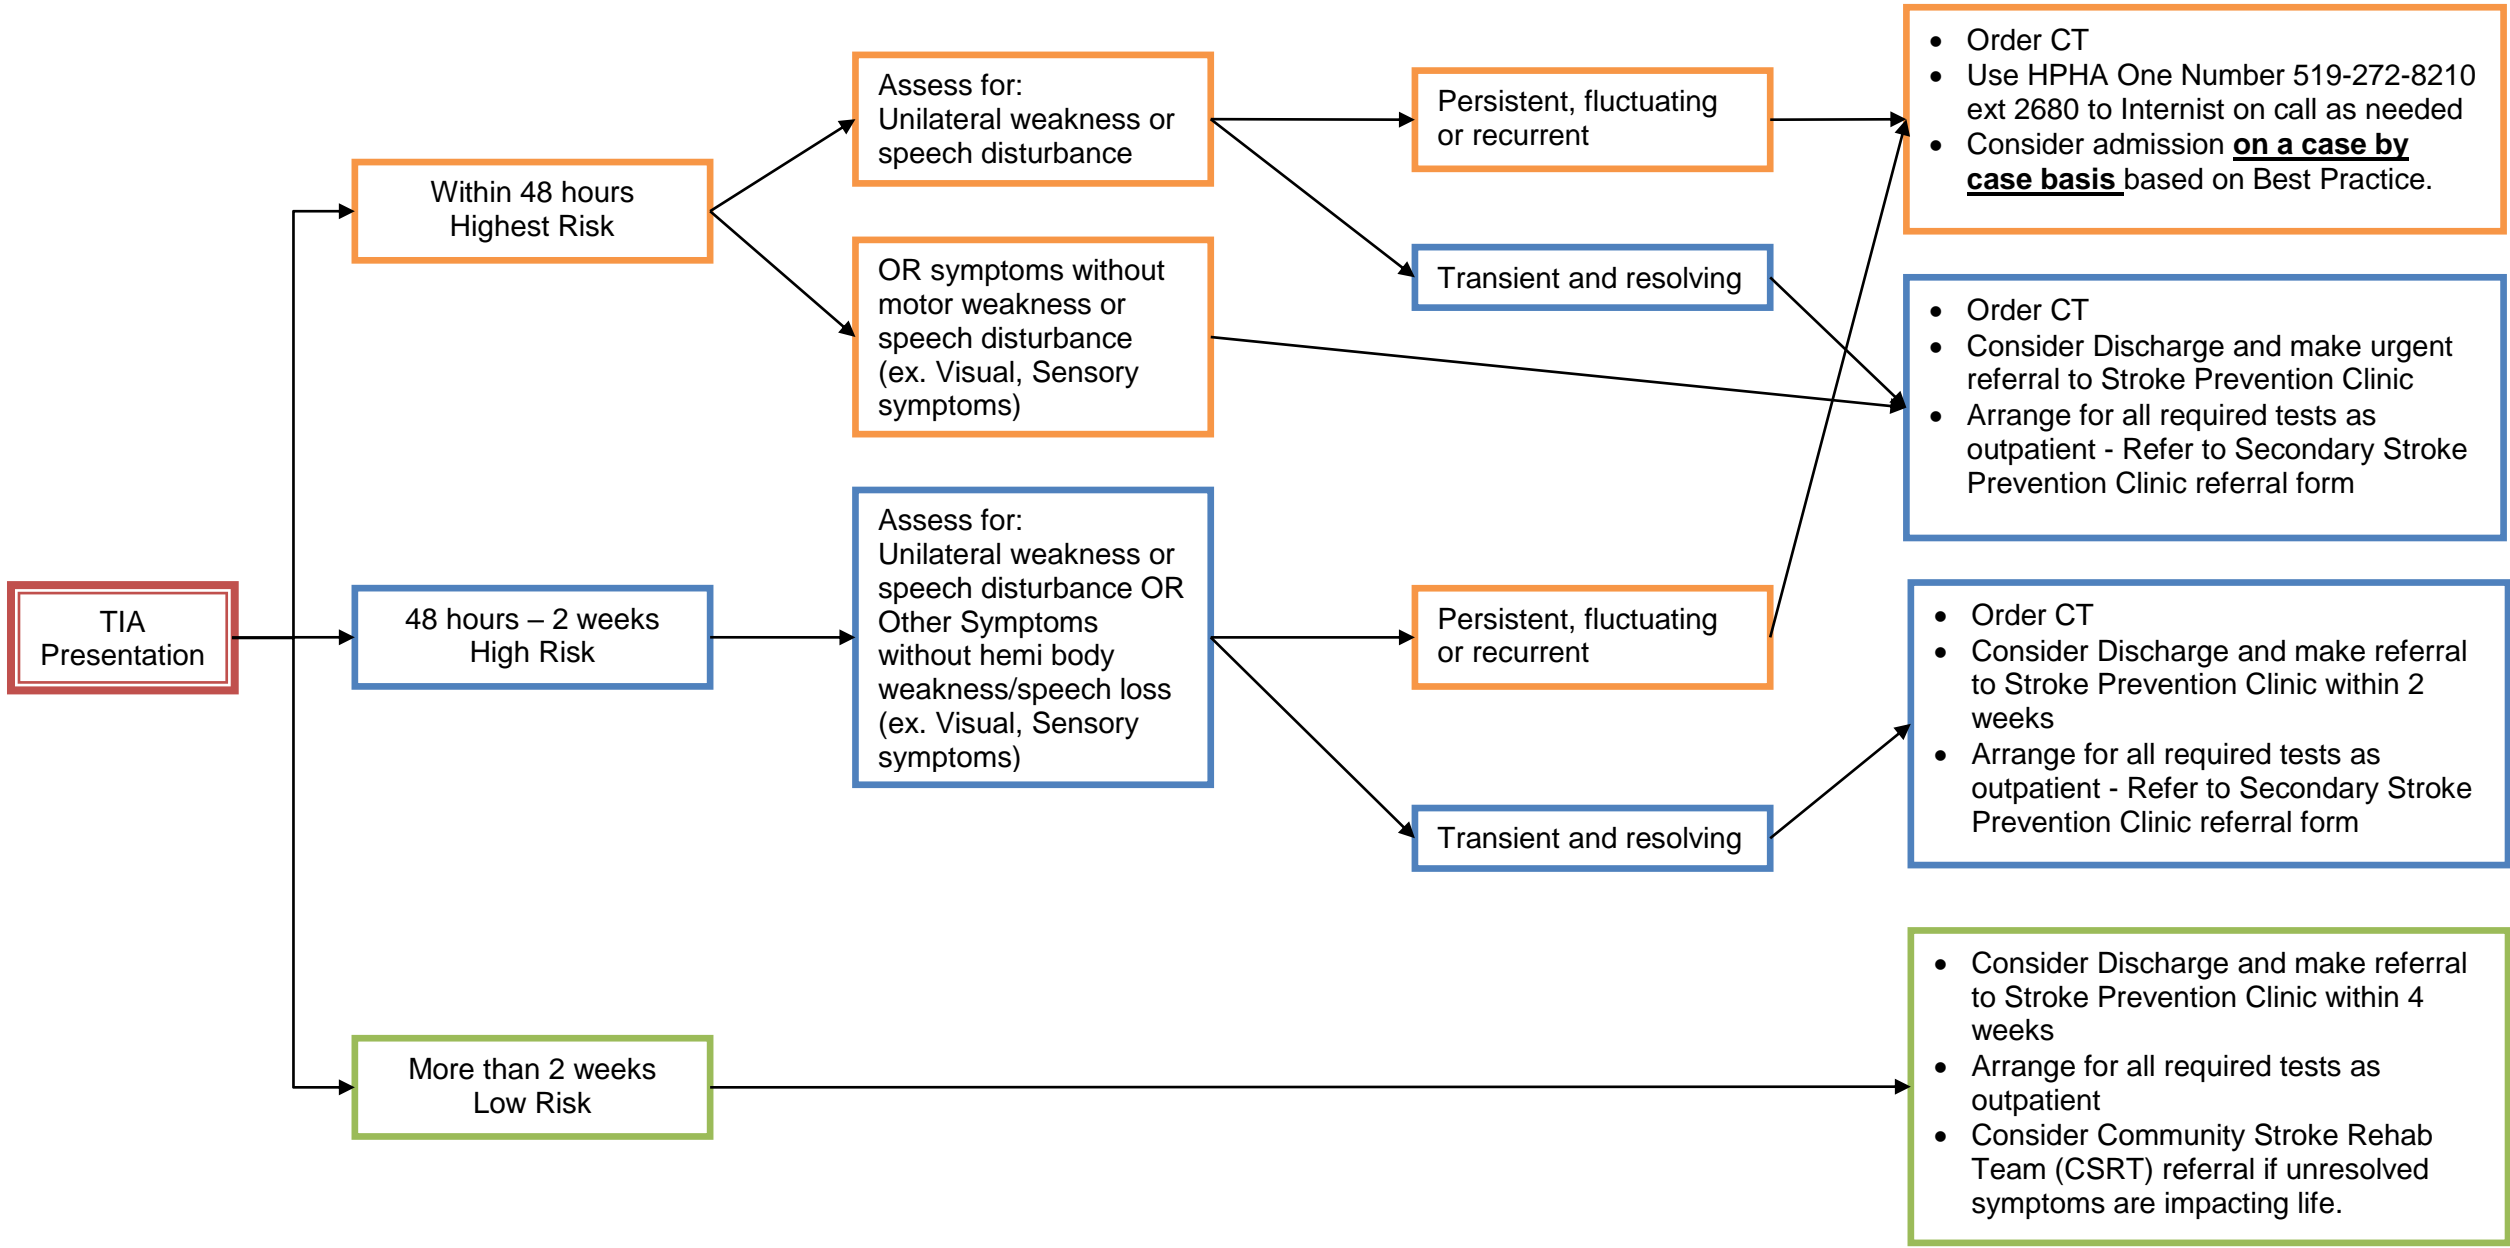 TIA
Presentation
Within 48 hours
Highest Risk
Assess for:
Unilateral weakness or
speech disturbance
OR symptoms without
motor weakness or
speech disturbance
(ex. Visual, Sensory
symptoms)
Persistent, fluctuating
or recurrent
Transient and resolving
• Order CT
• Use HPHA One Number 519-272-8210
ext 2680 to Internist on call as needed
• Consider admission on a case by
case basis based on Best Practice.
• Order CT
• Consider Discharge and make urgent
referral to Stroke Prevention Clinic
• Arrange for all required tests as
outpatient - Refer to Secondary Stroke
Prevention Clinic referral form
48 hours – 2 weeks
High Risk
Assess for:
Unilateral weakness or
speech disturbance OR
Other Symptoms
without hemi body
weakness/speech loss
(ex. Visual, Sensory
symptoms)
Persistent, fluctuating
or recurrent
Transient and resolving
• Order CT
• Consider Discharge and make referral
to Stroke Prevention Clinic within 2
weeks
• Arrange for all required tests as
outpatient - Refer to Secondary Stroke
Prevention Clinic referral form
More than 2 weeks
Low Risk
• Consider Discharge and make referral
to Stroke Prevention Clinic within 4
weeks
• Arrange for all required tests as
outpatient
• Consider Community Stroke Rehab
Team (CSRT) referral if unresolved
symptoms are impacting life.